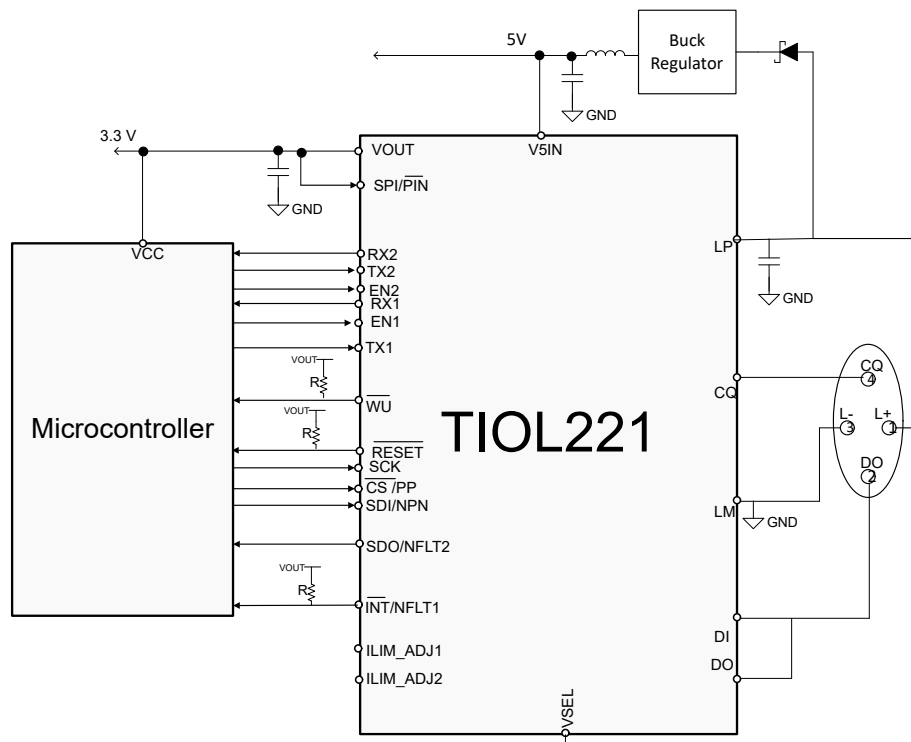 5V
Buck
Regulator
GND
3.3 V
VOUT
V5IN
SPI/PIN
GND
VCC
RX2
LP
TX2
EN2
GND
RX1
EN1
TX1
VOUT
R
CQ
CQ
4
WU
VOUT
Microcontroller
R
TIOL221
L-
L+
3
1
RESET
SCK
DO
2
CS/PP
SDI/NPN
LM
GND
SDO/NFLT2
VOUT
R
INT/NFLT1
DI
ILIM_ADJ1
DO
ILIM_ADJ2
VSEL